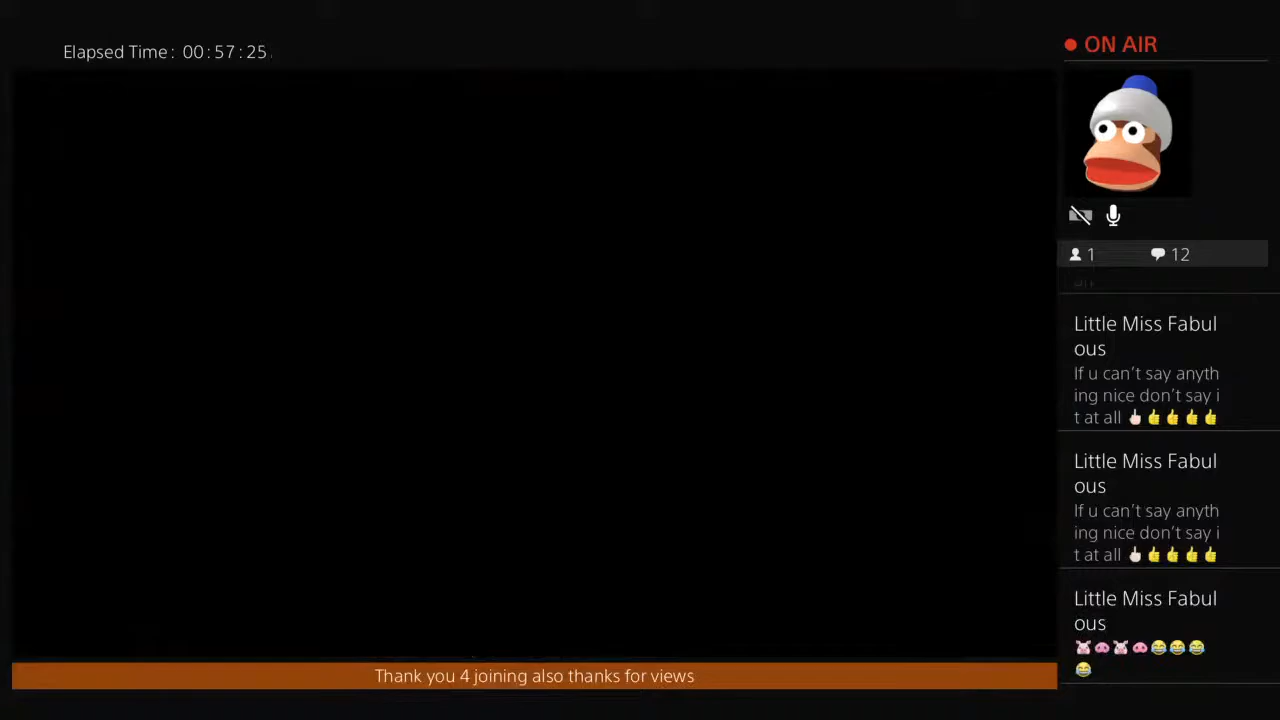 Elapsed Time: 00:57:25
ON AIR
1 12
Little Miss Fabul
ous
If u can't say anyth
ing nice don't say i
t at all 🖕🏻👍👍👍👍
Little Miss Fabul
ous
If u can't say anyth
ing nice don't say i
t at all 🖕🏻👍👍👍👍
Little Miss Fabul
ous
🐷🐽🐷🐽😂😂😂
😂
Thank you 4 joining also thanks for views